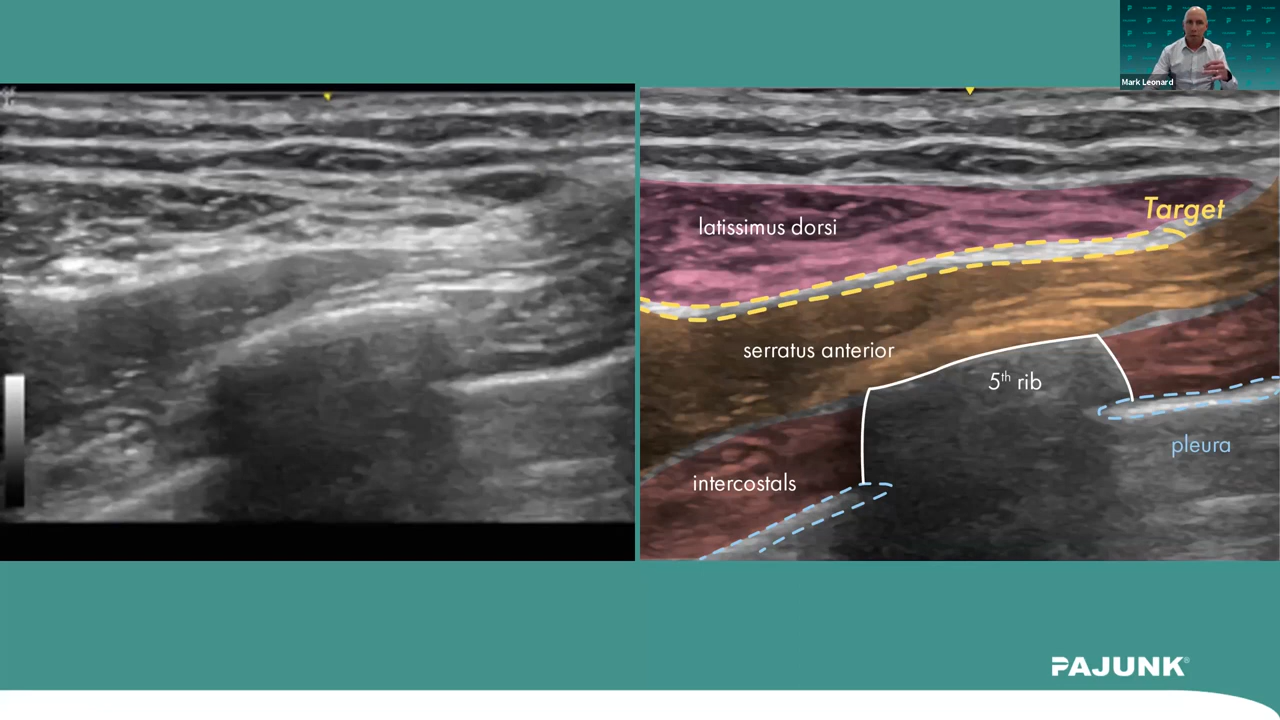 Mark Leonard
latissimus dorsi
Target
serratus anterior
5th rib
pleura
intercostals
PAJUNK®